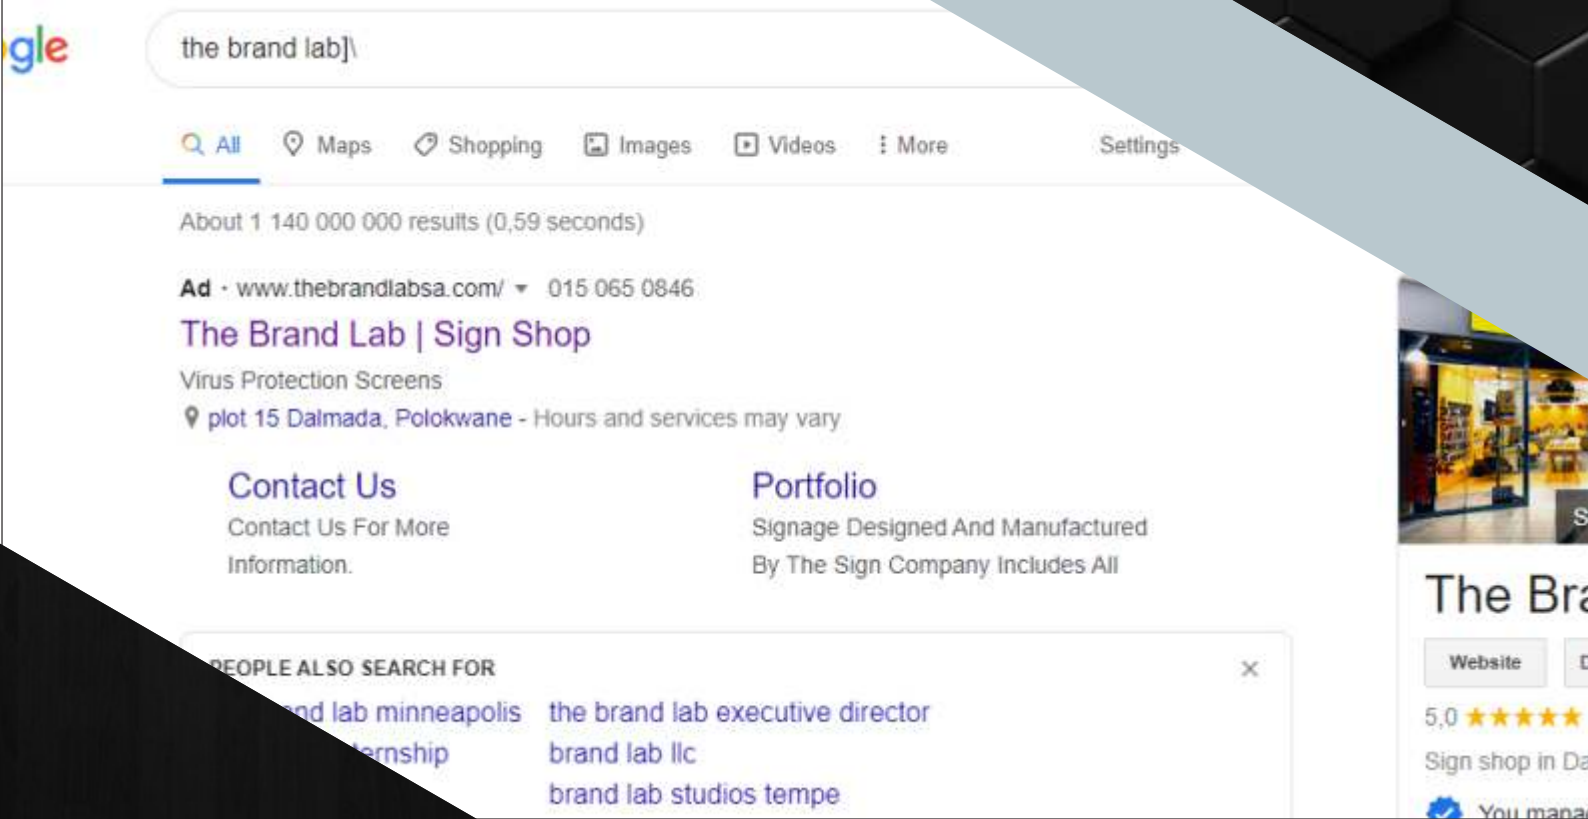 gle
the brand lab]\
All Maps Shopping Images Videos More Settings
About 1 140 000 000 results (0,59 seconds)
Ad · www.thebrandlabsa.com/ 015 065 0846
The Brand Lab | Sign Shop
Virus Protection Screens
plot 15 Dalmada, Polokwane - Hours and services may vary
Contact Us
Contact Us For More
Information.
Portfolio
Signage Designed And Manufactured
By The Sign Company Includes All
PEOPLE ALSO SEARCH FOR
nd lab minneapolis the brand lab executive director
ernship brand lab llc
brand lab studios tempe
S
The Bra
Website
5,0
Sign shop in Da
You manag